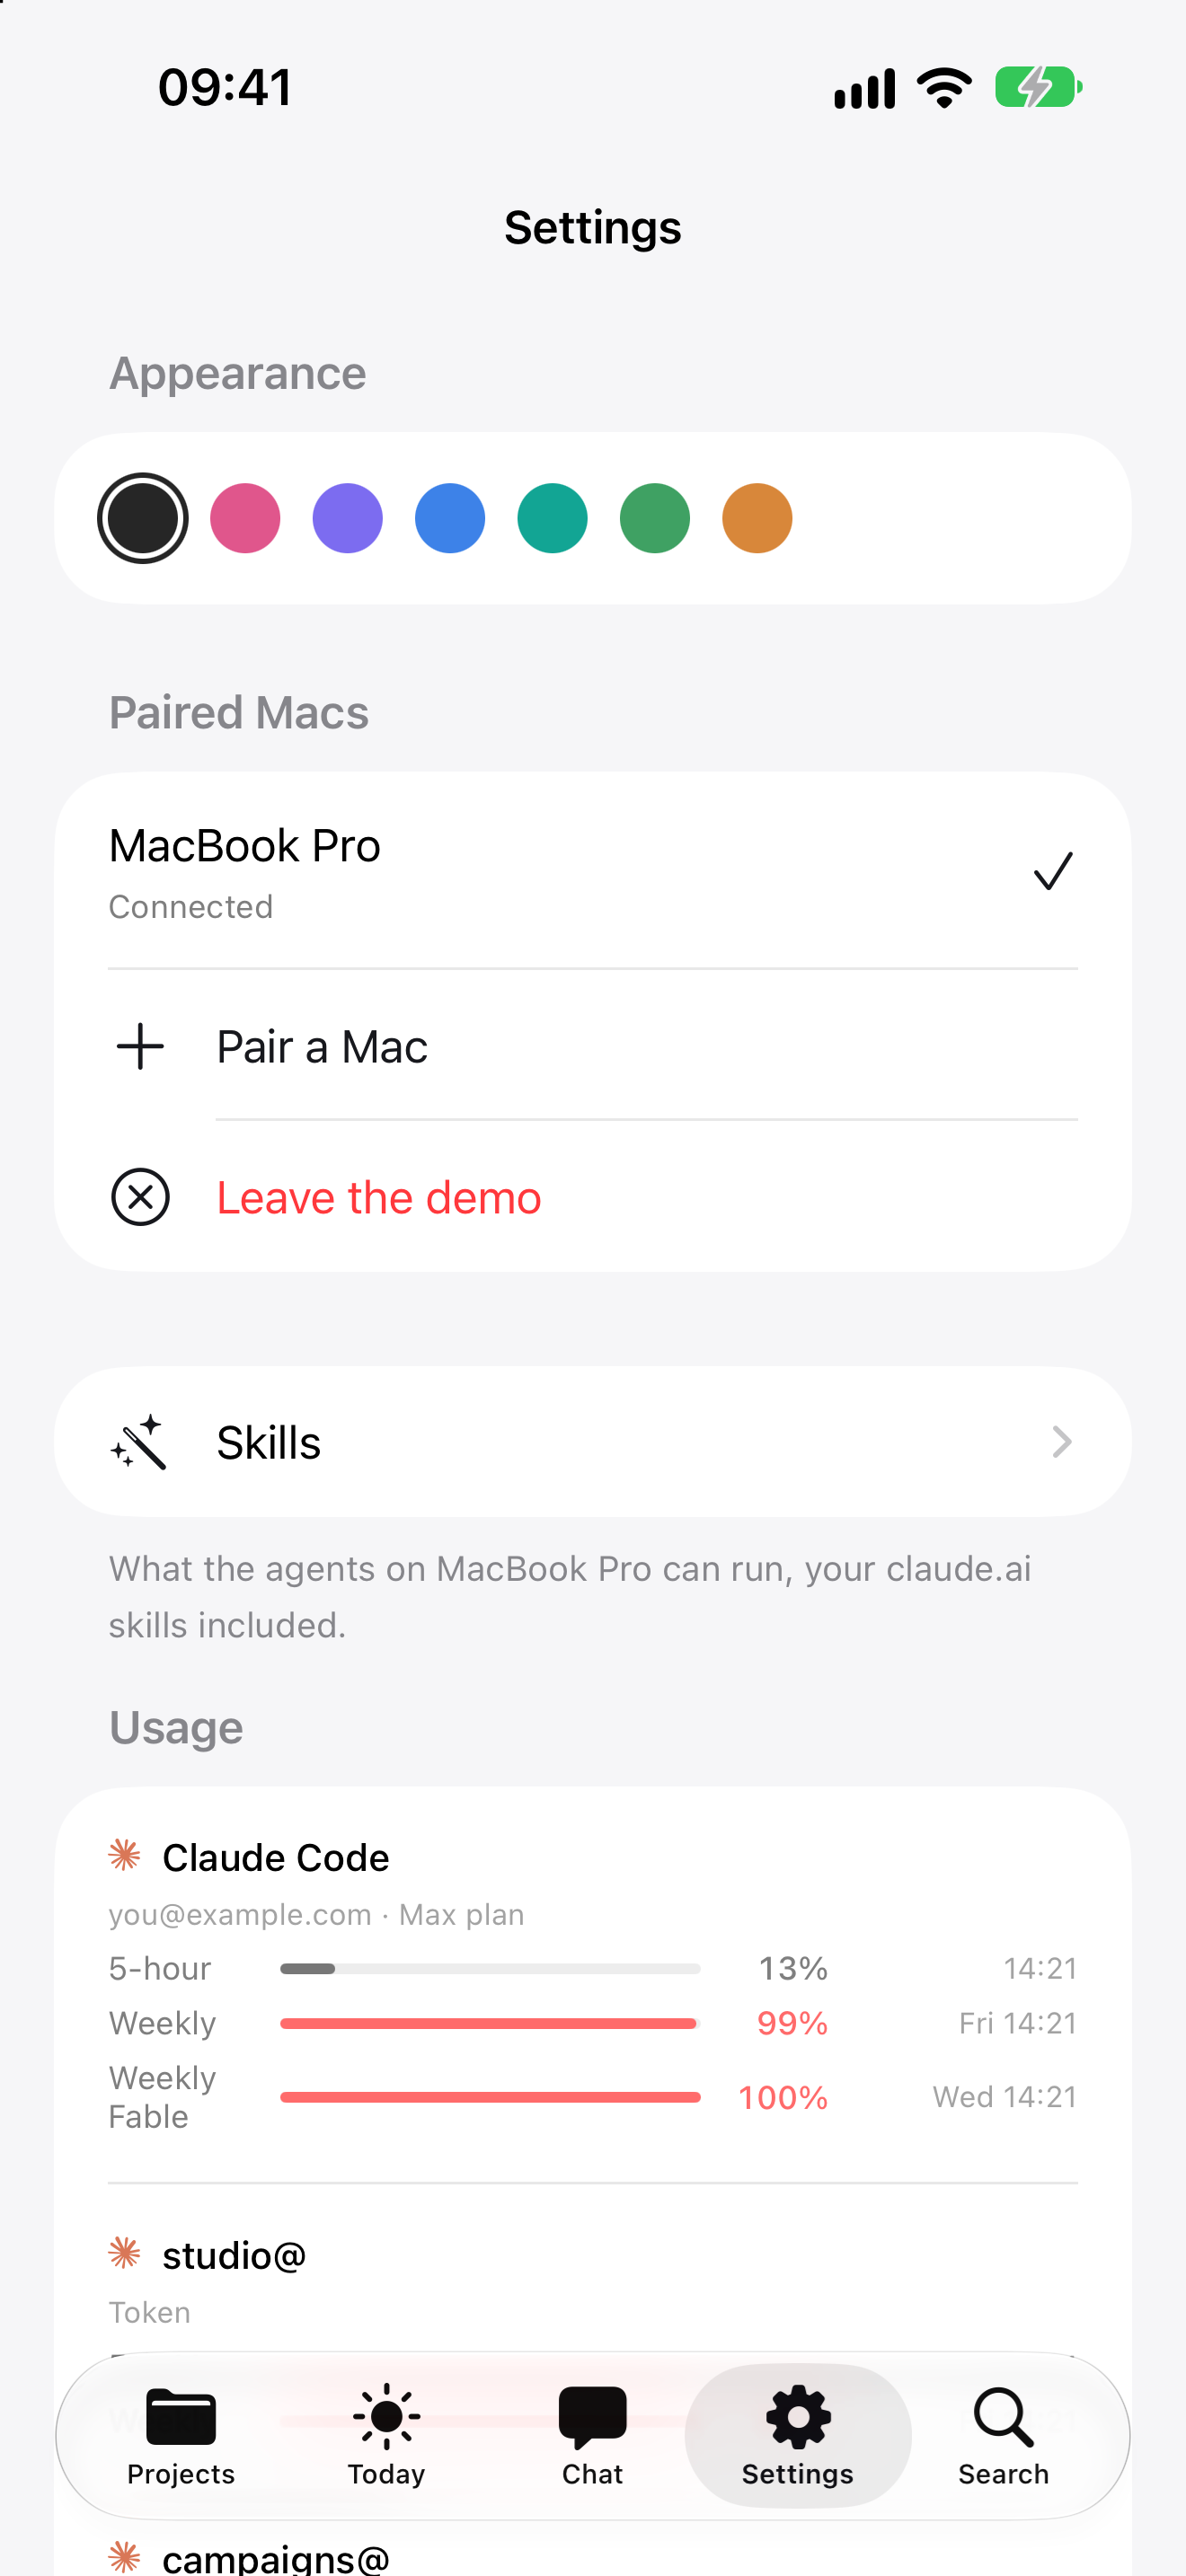 09:41
Settings
Appearance
Paired Macs
MacBook Pro
Connected
Pair a Mac
Leave the demo
Skills
What the agents on MacBook Pro can run, your claude.ai
skills included.
Usage
Claude Code
you@example.com · Max plan
5-hour 13% 14:21
Weekly 99% Fri 14:21
Weekly
Fable 100% Wed 14:21
studio@
Token
Projects Today Chat Settings Search
campaigns@